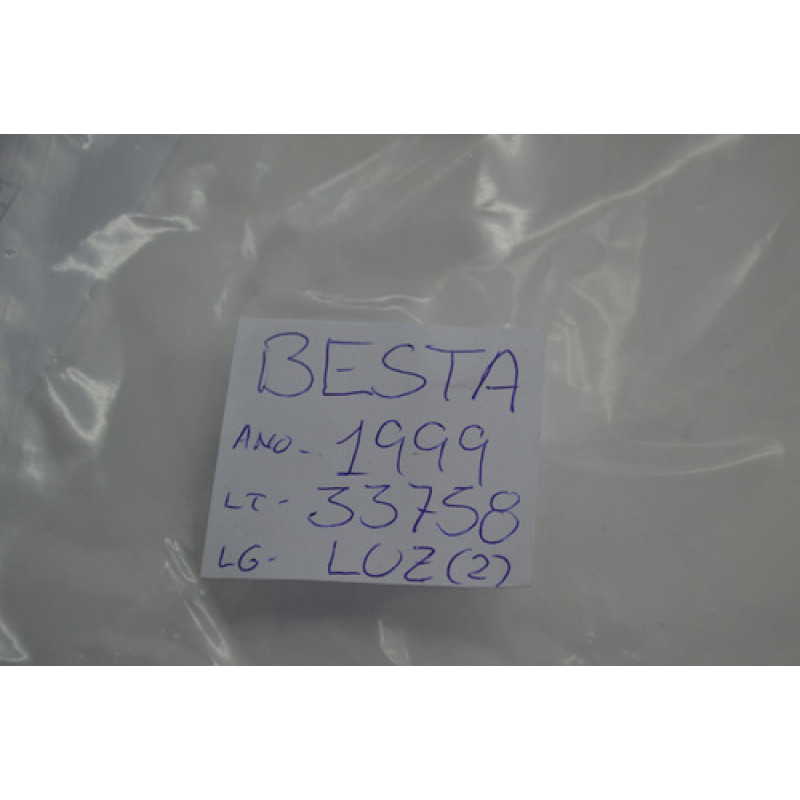 BESTA
ANO- 1999
LT- 33758
LG- LUZ (2)